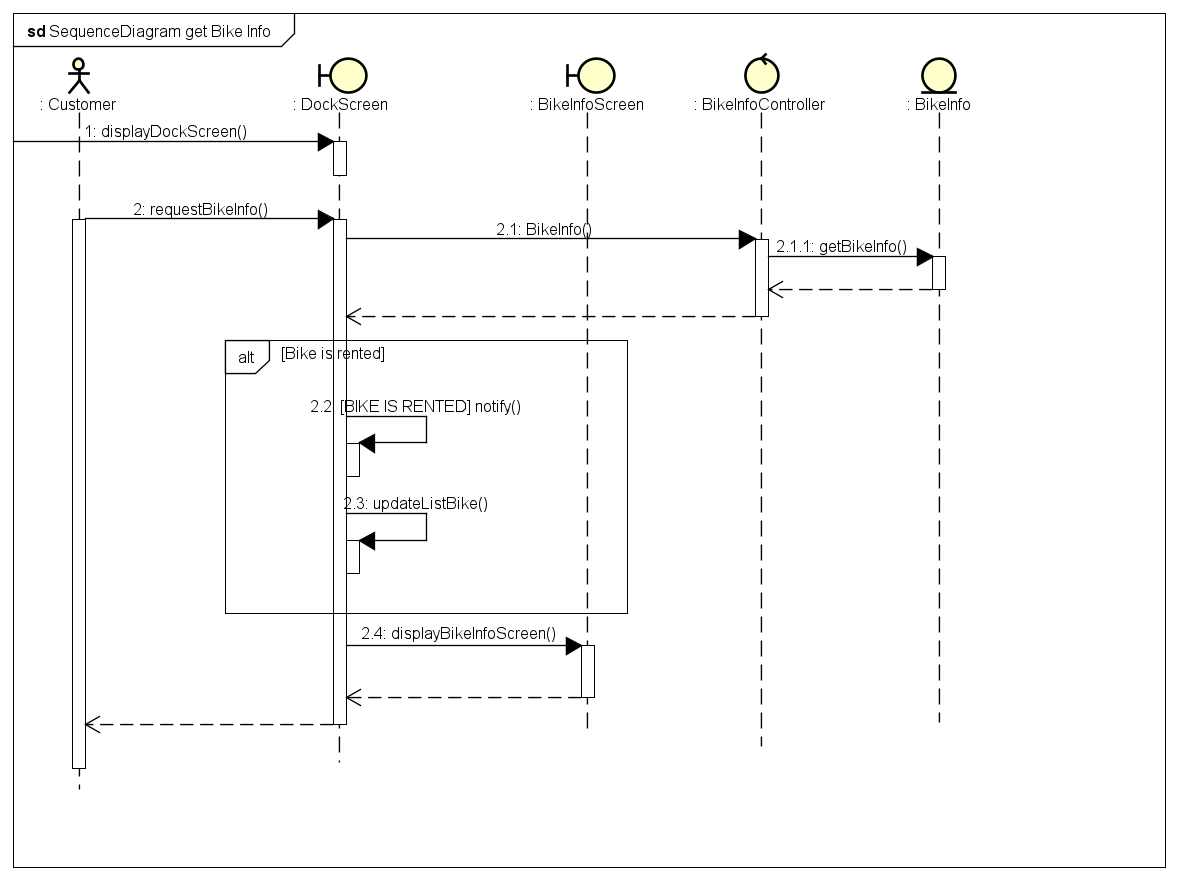 sd SequenceDiagram get Bike Info
: Customer
: DockScreen
: BikeInfoScreen
: BikeInfoController
: BikeInfo
1: displayDockScreen()
2: requestBikeInfo()
2.1: BikeInfo()
2.1.1: getBikeInfo()
alt
[Bike is rented]
2.2: [BIKE IS RENTED] notify()
2.3: updateListBike()
2.4: displayBikeInfoScreen()